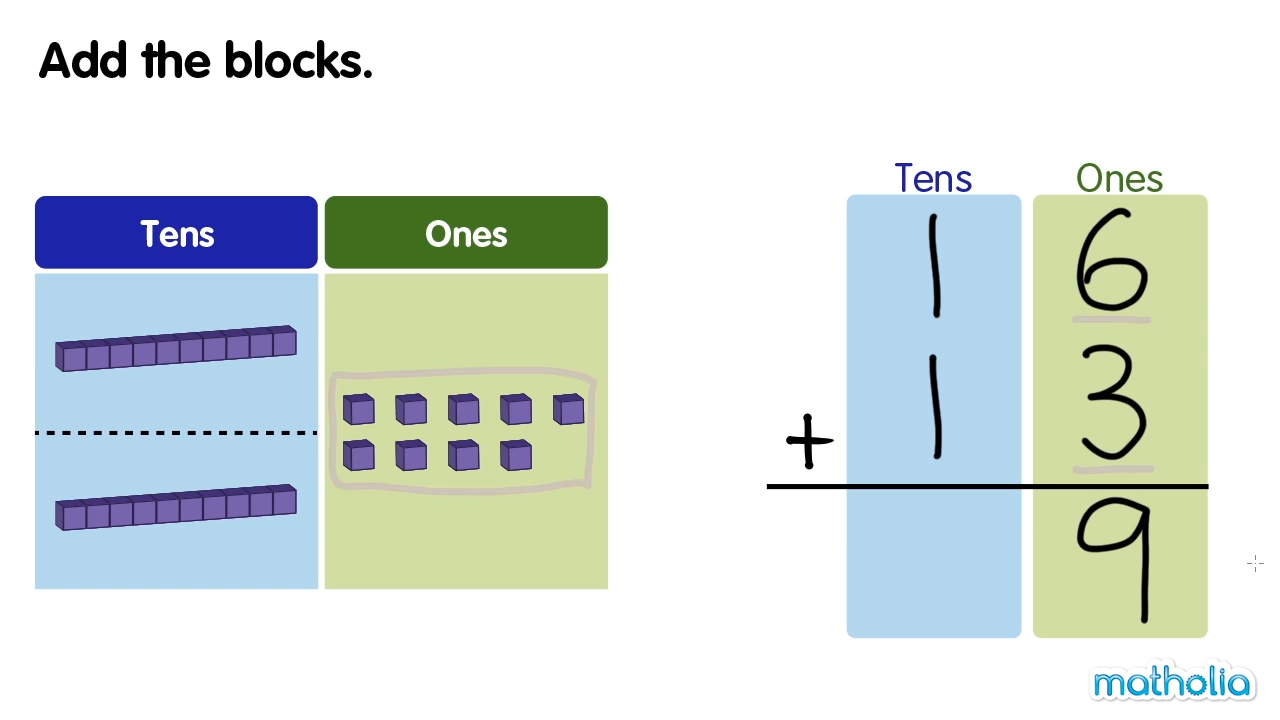 Add the blocks.
Tens Ones
Tens Ones
1 6
+ 1 3
9
matholia